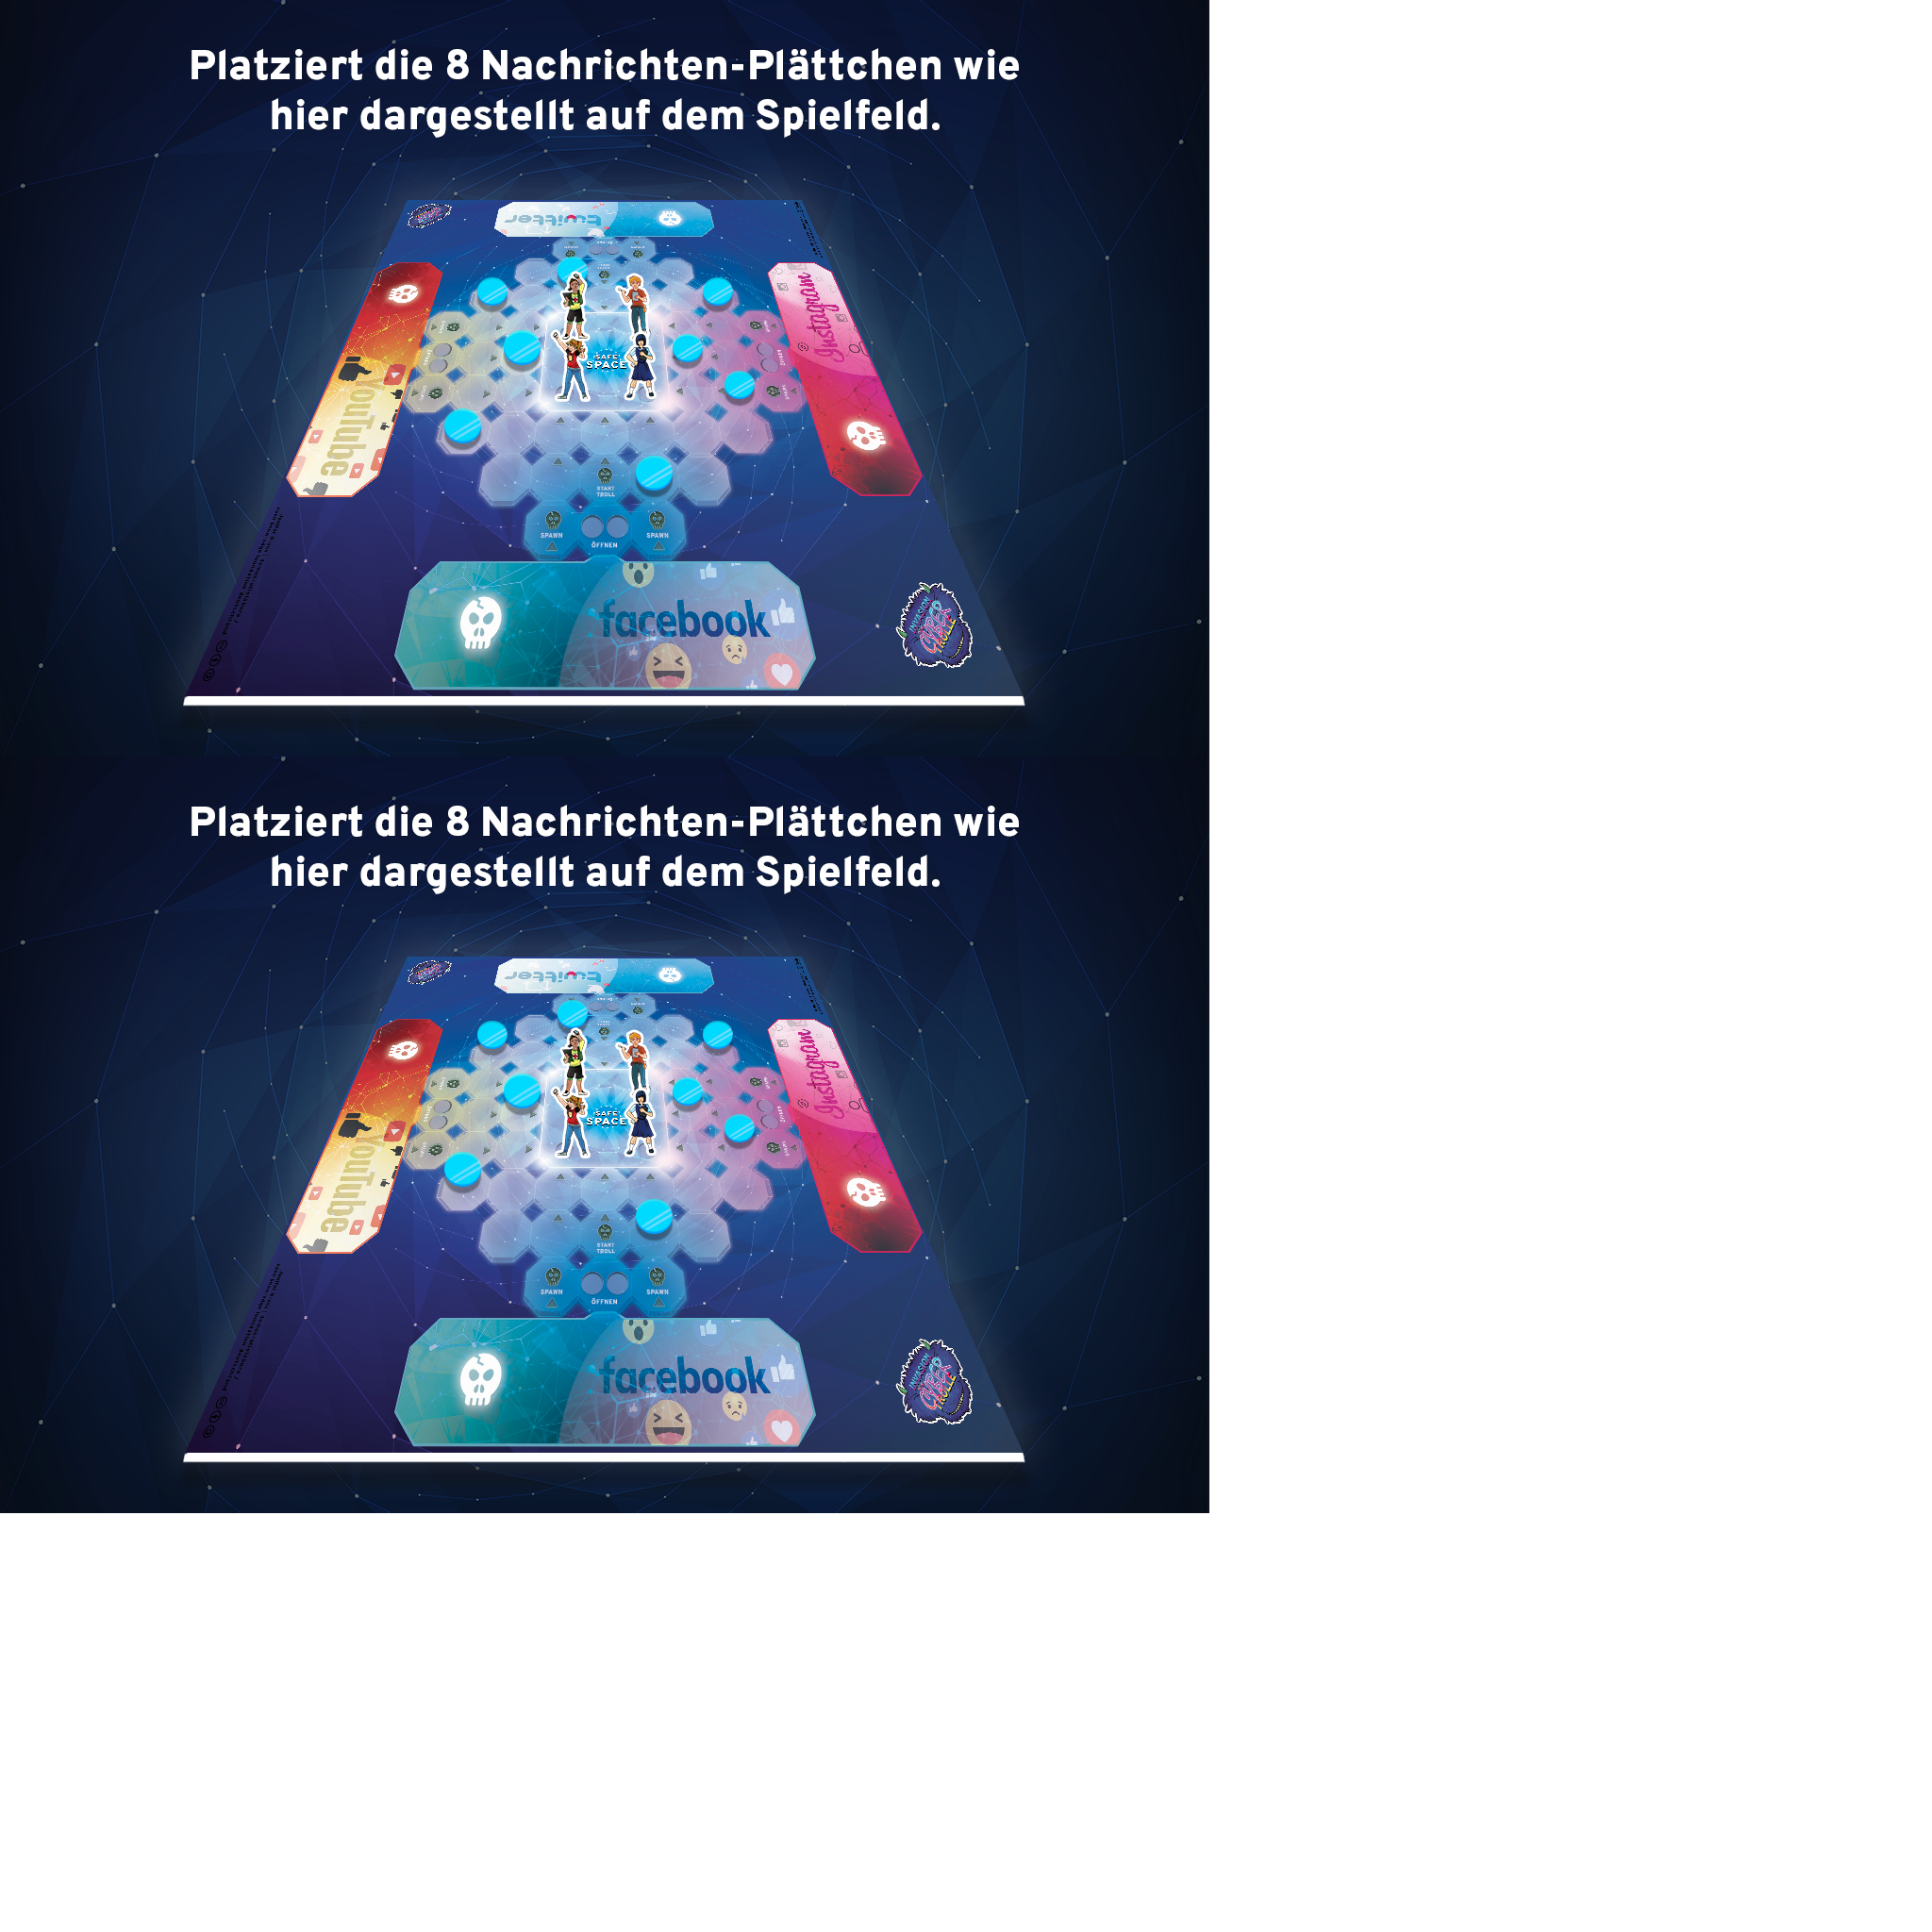 Platziert die 8 Nachrichten-Plättchen wie
hier dargestellt auf dem Spielfeld.
twitter
Instagram
YouTube
SAFE
SPACE
START
TROLL
SPAWN
SPAWN
ÖFFNEN
facebook
INVASION
CYBER
TROLLE
Platziert die 8 Nachrichten-Plättchen wie
hier dargestellt auf dem Spielfeld.
twitter
Instagram
YouTube
SAFE
SPACE
START
TROLL
SPAWN
SPAWN
ÖFFNEN
facebook
INVASION
CYBER
TROLLE